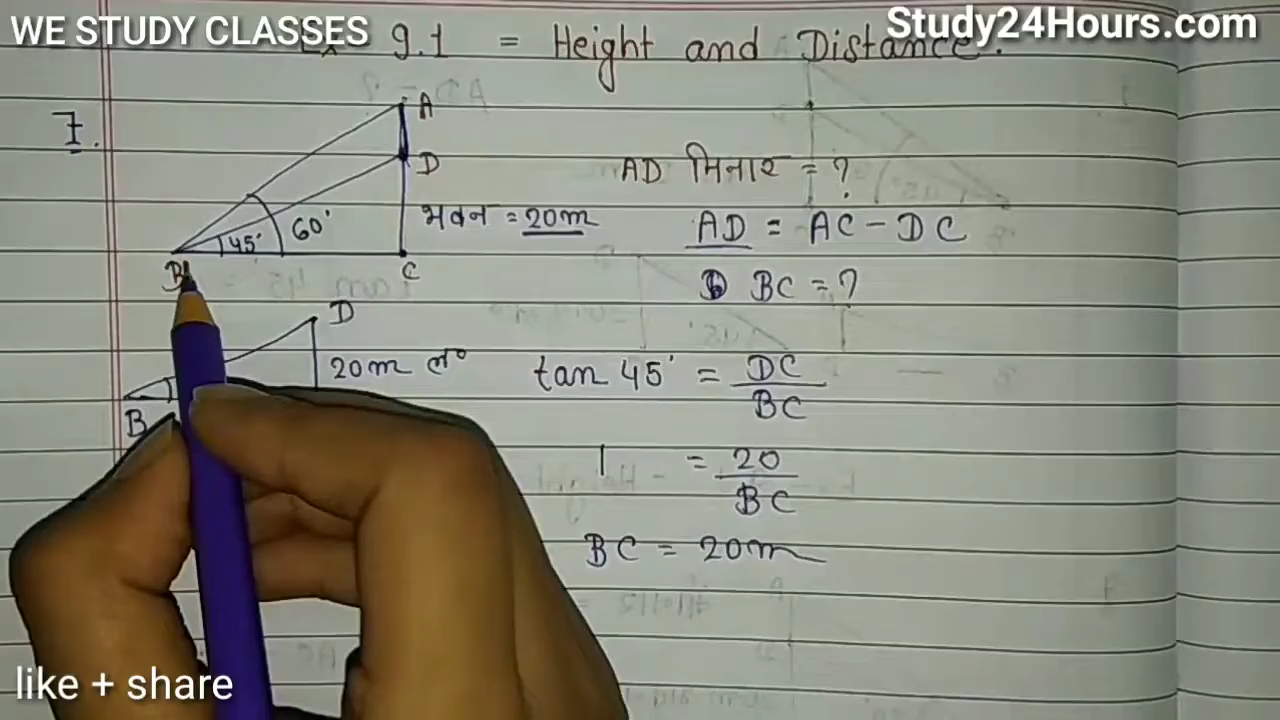 WE STUDY CLASSES
Study24Hours.com
Ex 9.1 = Height and Distance.
7.
A
D
AD मिनार = ?
45°
60°
भवन = 20m
AD = AC - DC
B
C
BC = ?
D
20m
tan 45° = DC / BC
B
1 = 20 / BC
BC = 20m
like + share